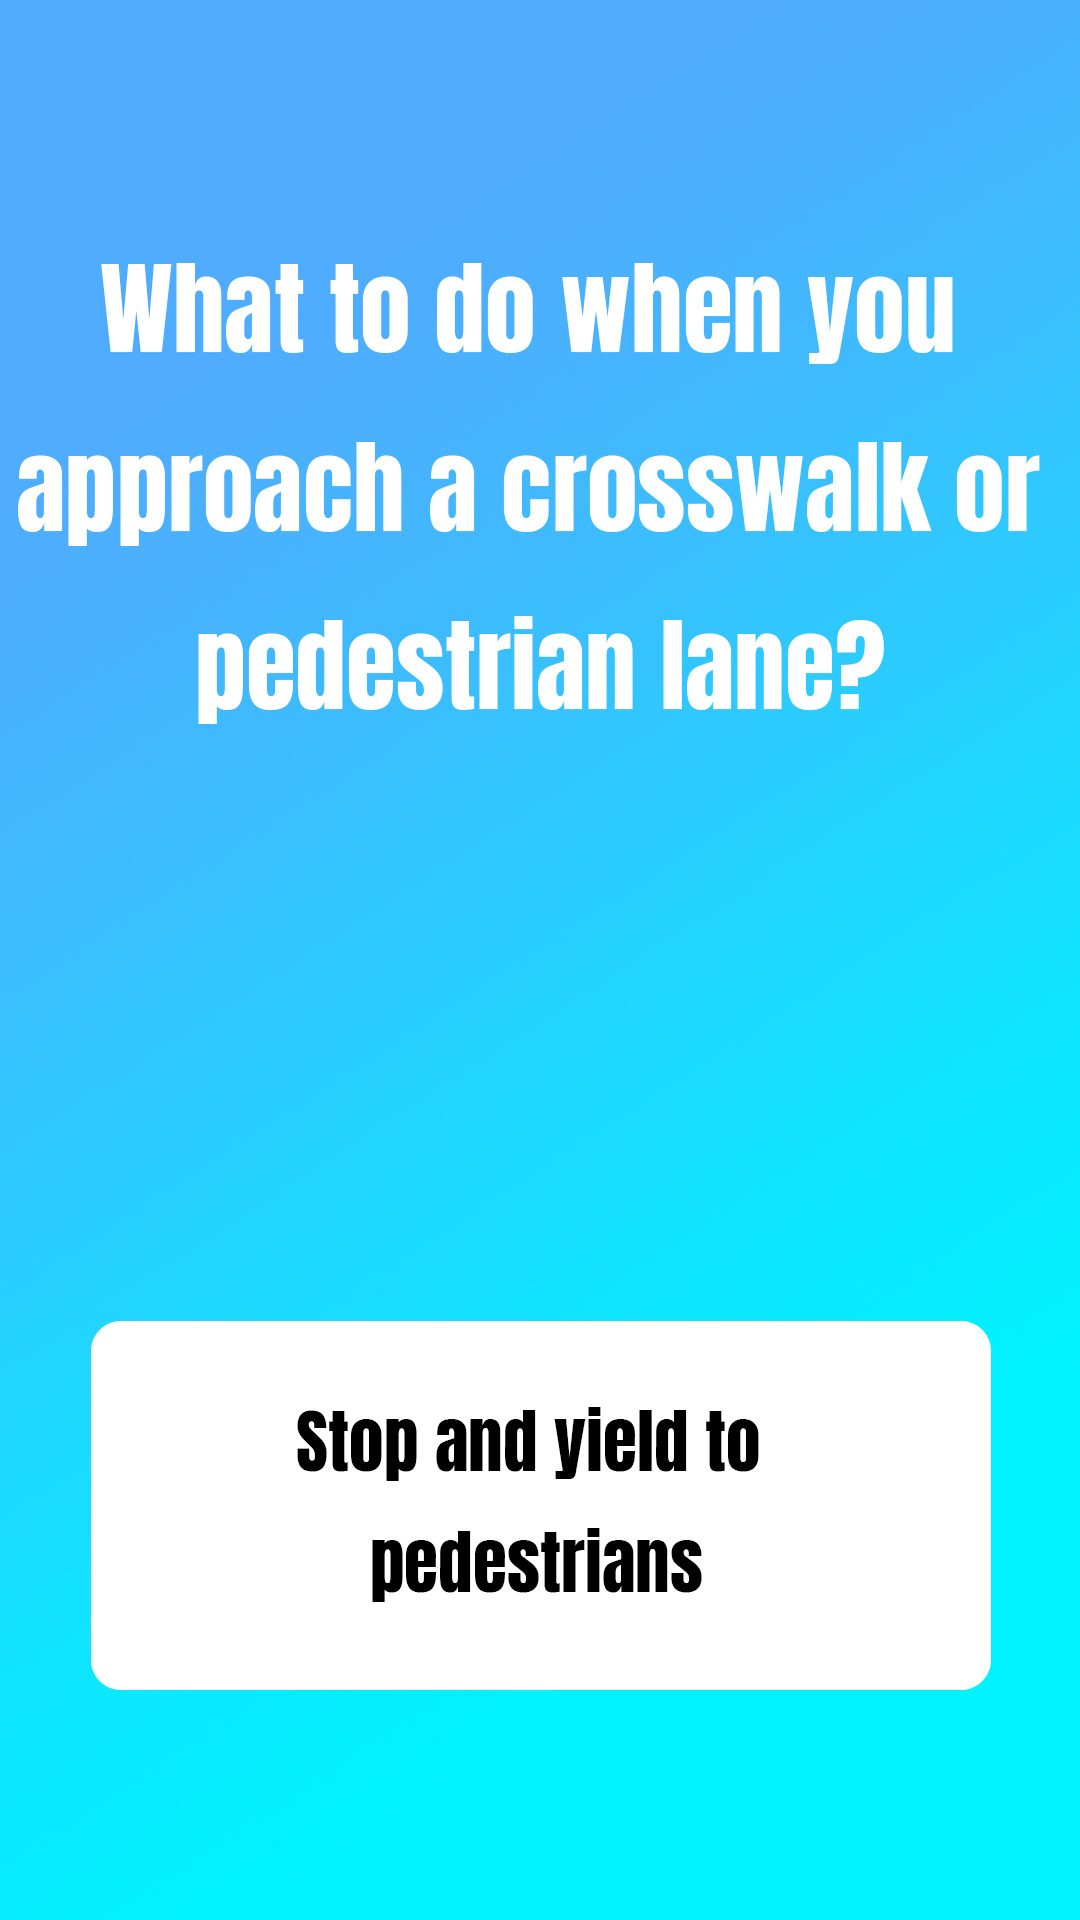 What to do when you
approach a crosswalk or
pedestrian lane?
Stop and yield to
pedestrians